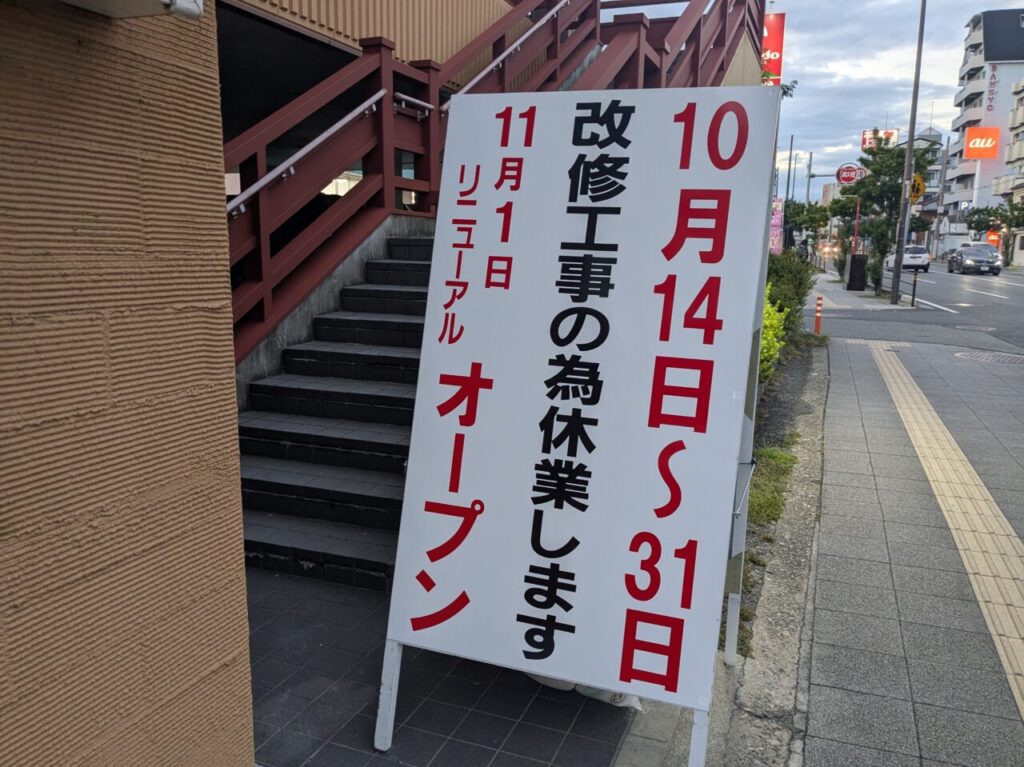 10月14日～31日
改修工事の為休業します
11月1日
リニューアル オープン
au
SANKYO